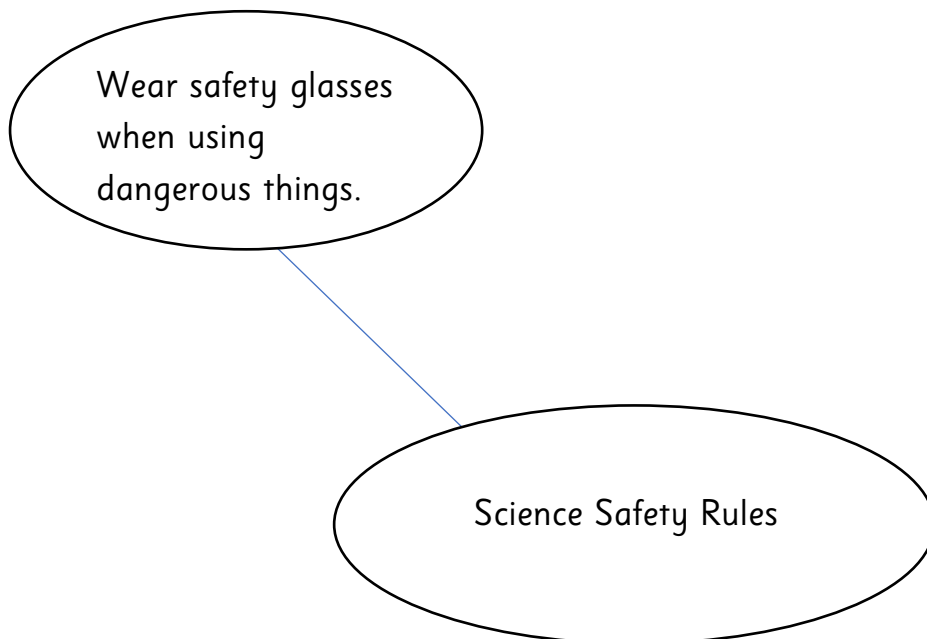 Wear safety glasses
when using
dangerous things.
Science Safety Rules